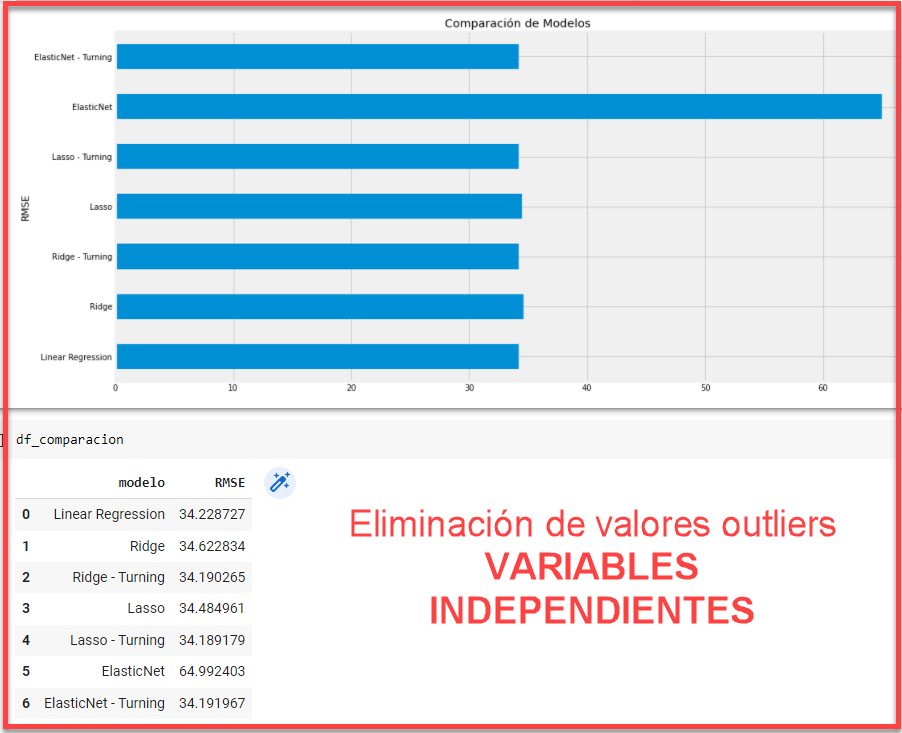 Comparación de Modelos
ElasticNet - Turning
ElasticNet
Lasso - Turning
Lasso
Ridge - Turning
Ridge
Linear Regression
RMSE
0 10 20 30 40 50 60
df_comparacion
modelo RMSE
0 Linear Regression 34.228727
1 Ridge 34.622834
2 Ridge - Turning 34.190265
3 Lasso 34.484961
4 Lasso - Turning 34.189179
5 ElasticNet 64.992403
6 ElasticNet - Turning 34.191967
Eliminación de valores outliers
VARIABLES
INDEPENDIENTES